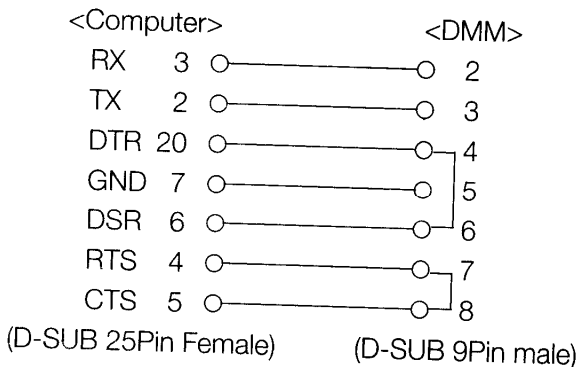 <Computer> <DMM>
RX 3 2
TX 2 3
DTR 20 4
GND 7 5
DSR 6 6
RTS 4 7
CTS 5 8
(D-SUB 25Pin Female) (D-SUB 9Pin male)